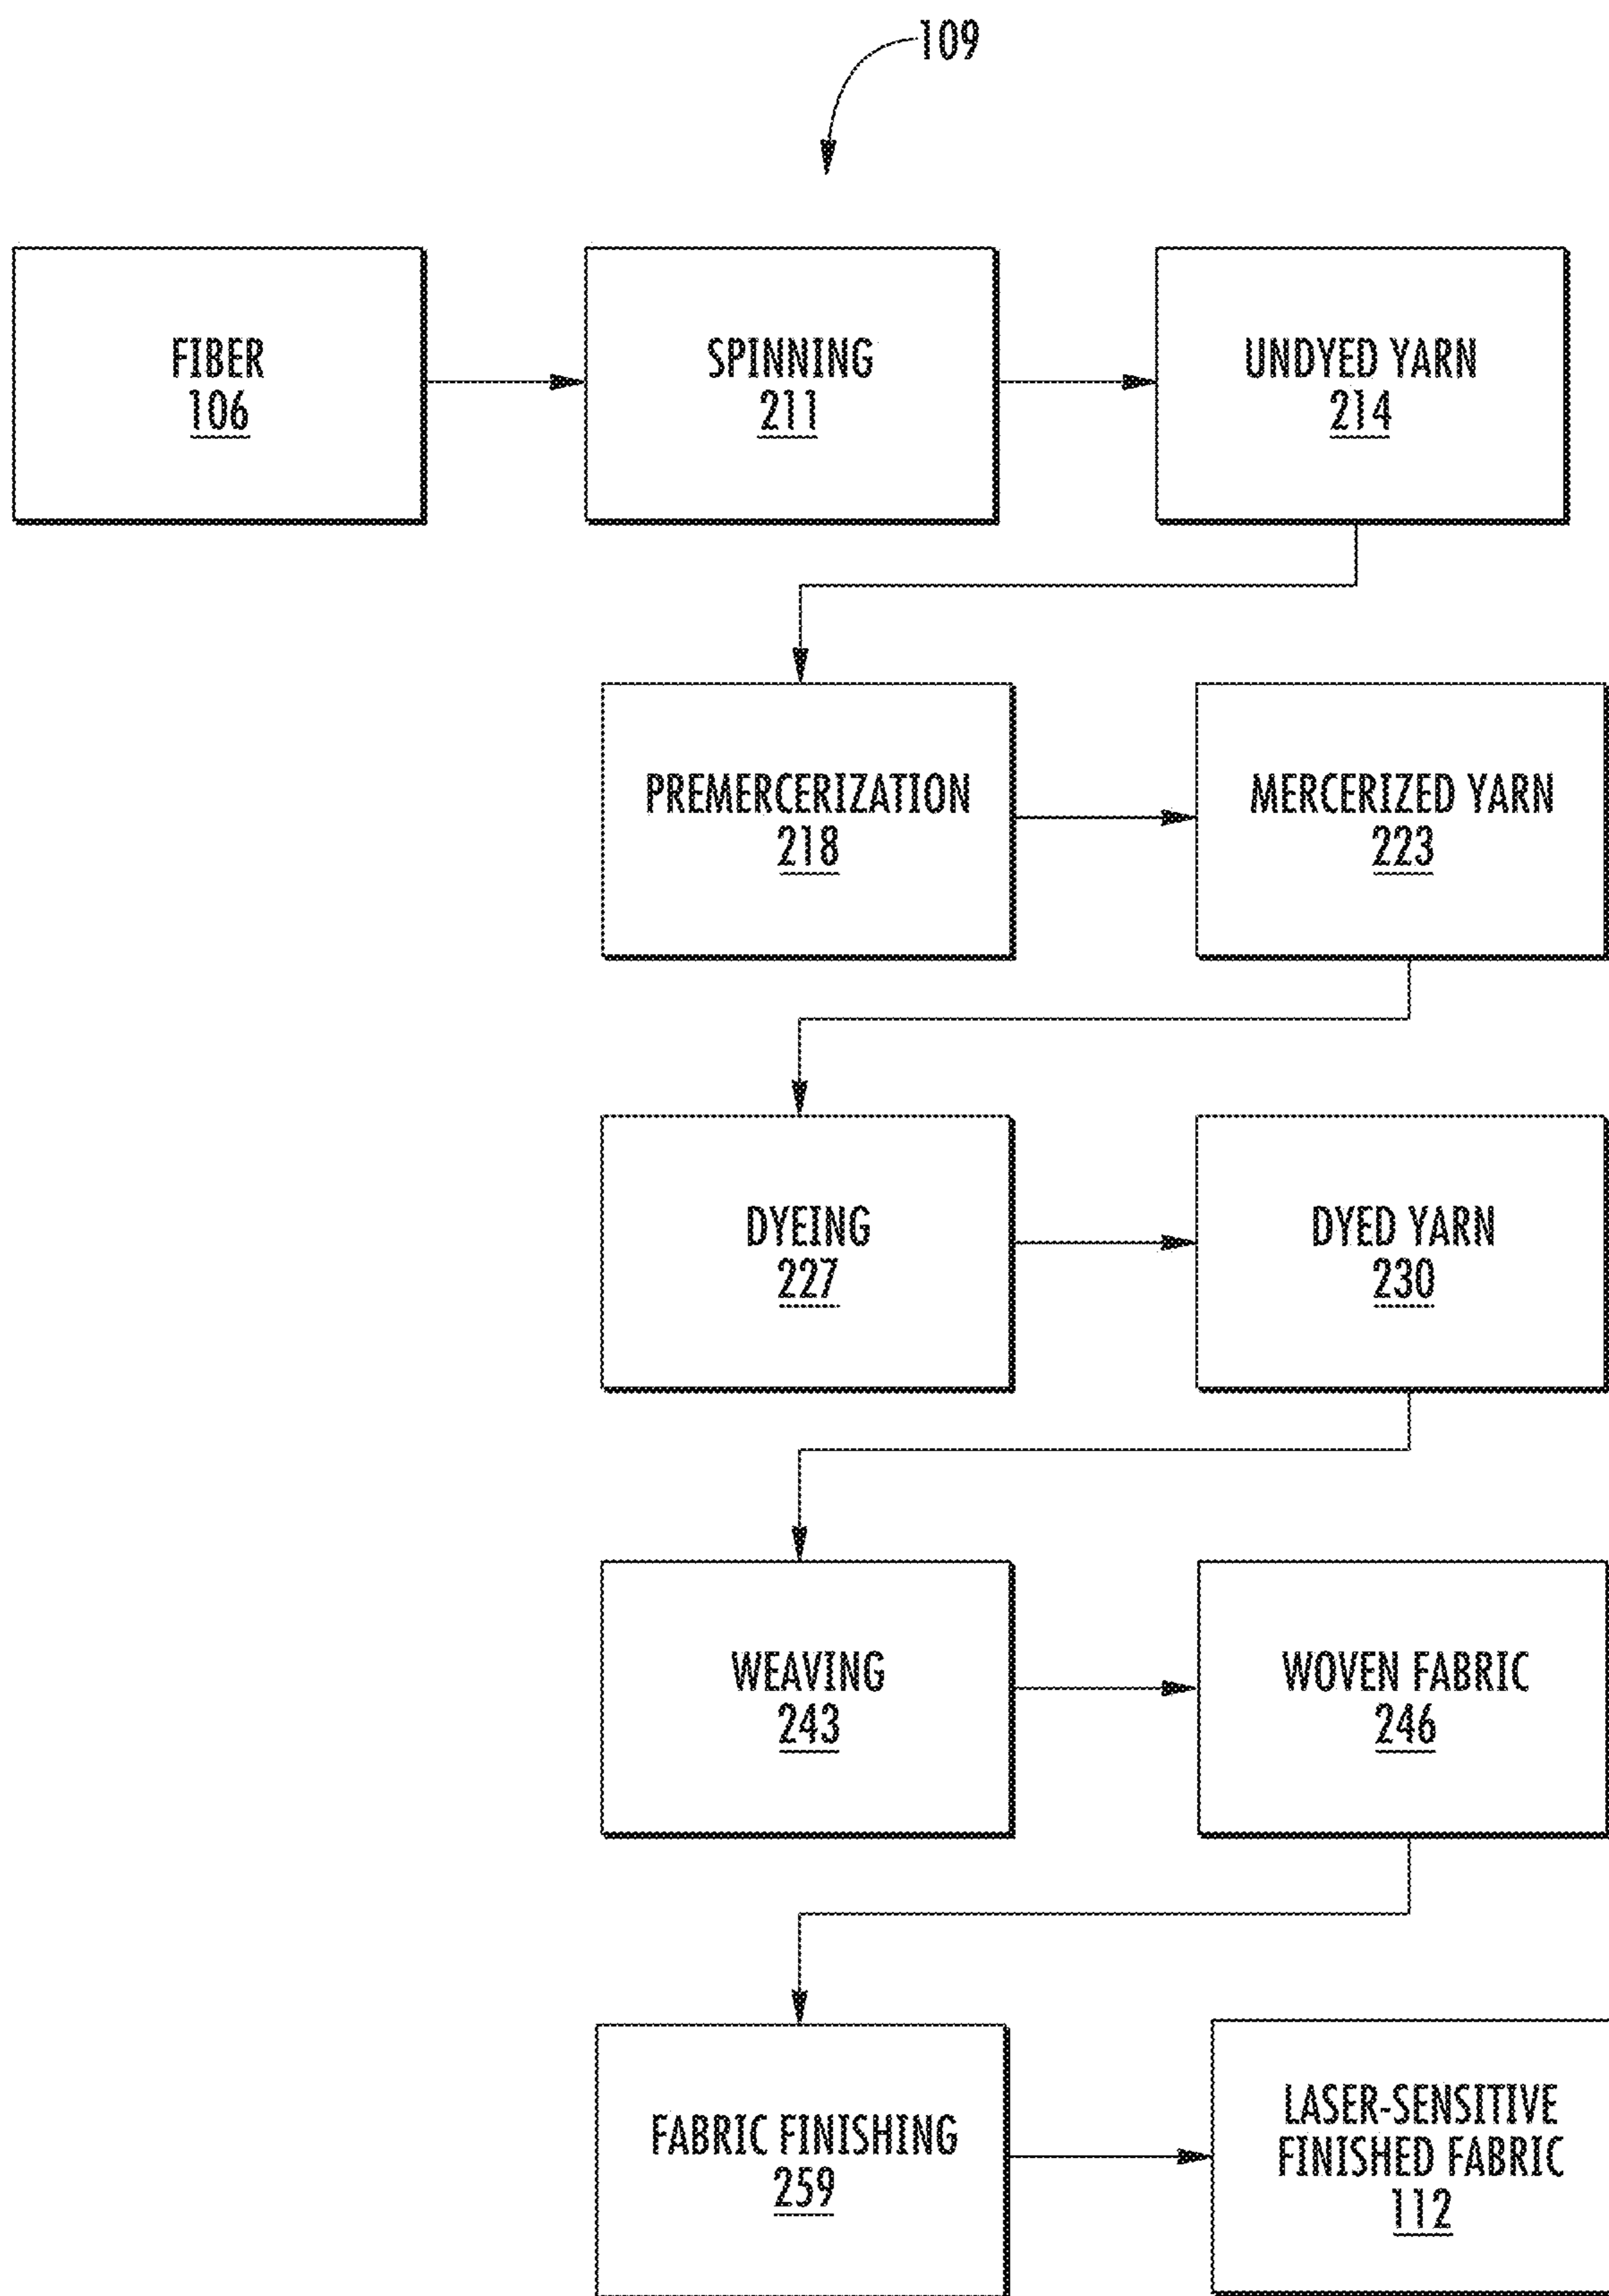 109
FIBER
106
SPINNING
211
UNDYED YARN
214
PREMERCERIZATION
218
MERCERIZED YARN
223
DYEING
227
DYED YARN
230
WEAVING
243
WOVEN FABRIC
246
FABRIC FINISHING
259
LASER-SENSITIVE
FINISHED FABRIC
112